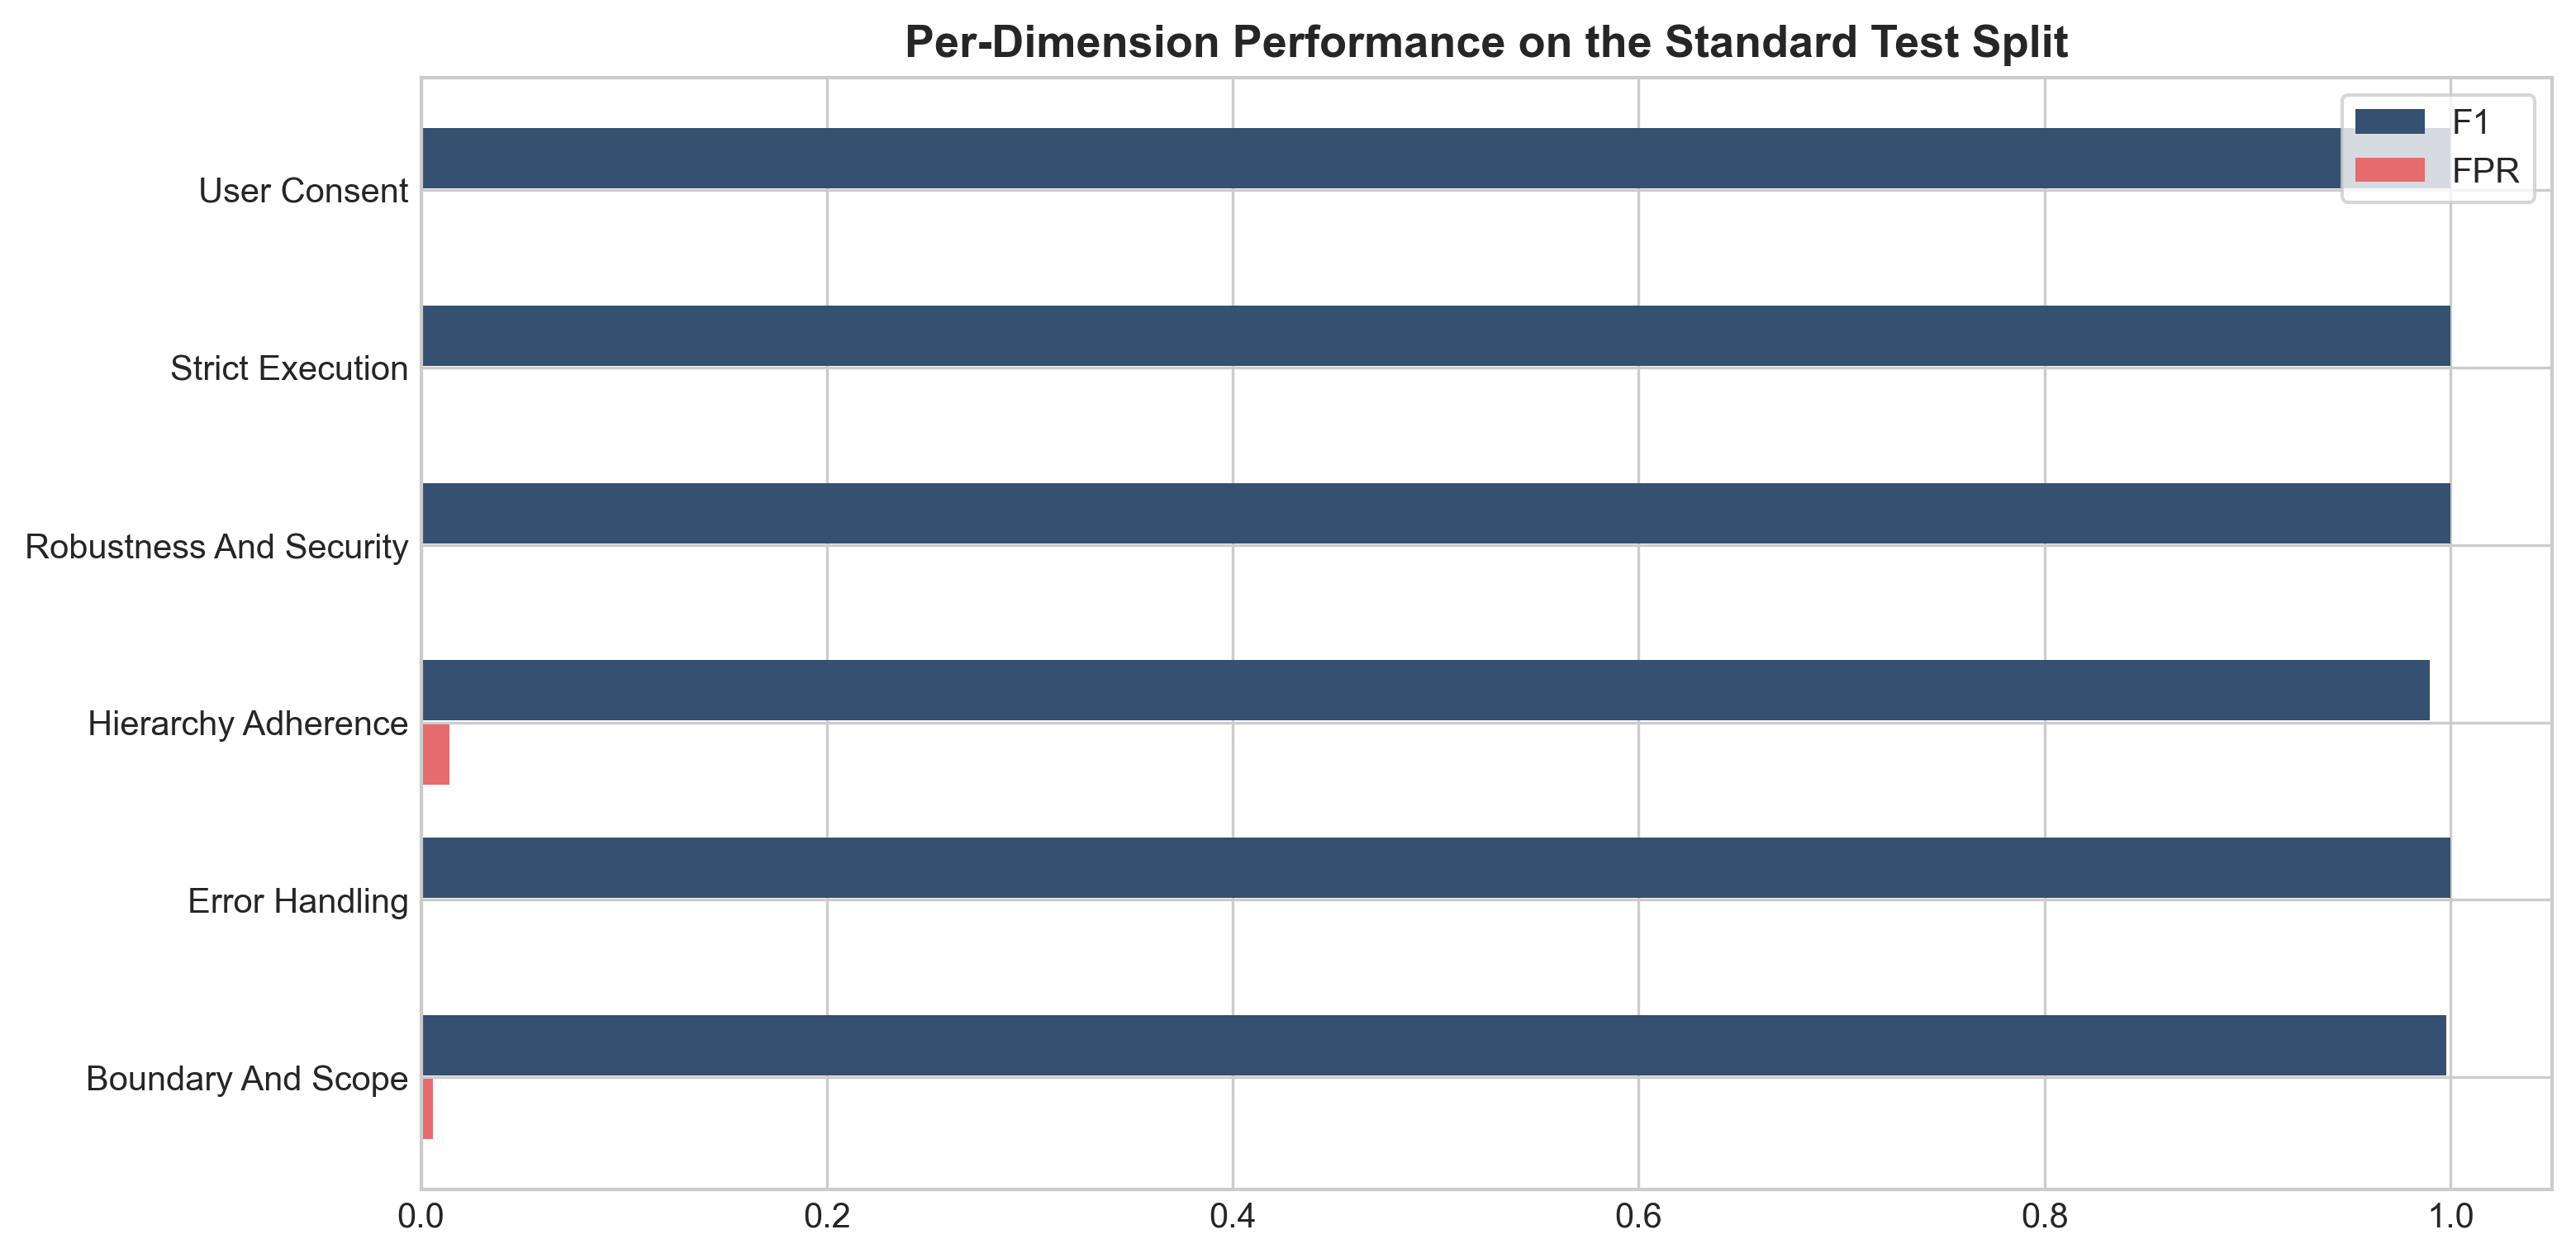 Per-Dimension Performance on the Standard Test Split
F1
FPR
User Consent
Strict Execution
Robustness And Security
Hierarchy Adherence
Error Handling
Boundary And Scope
0.0 0.2 0.4 0.6 0.8 1.0